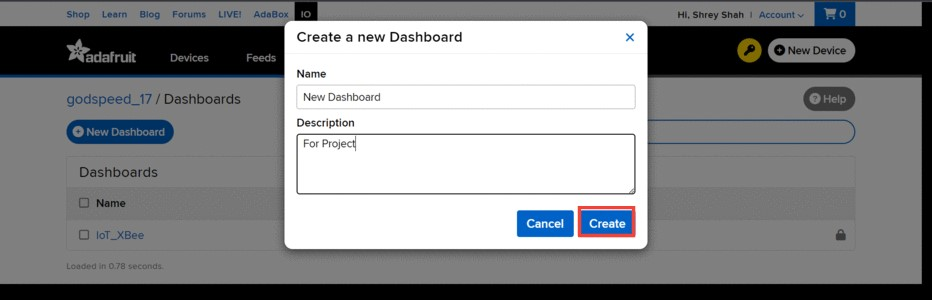 Shop Learn Blog Forums LIVE! AdaBox IO Hi, Shrey Shah | Account 0
adafruit Devices Feeds New Device
godspeed_17 / Dashboards Help
New Dashboard
Dashboards
Name
IoT_XBee
Loaded in 0.78 seconds.
Create a new Dashboard
Name
New Dashboard
Description
For Project
Cancel Create